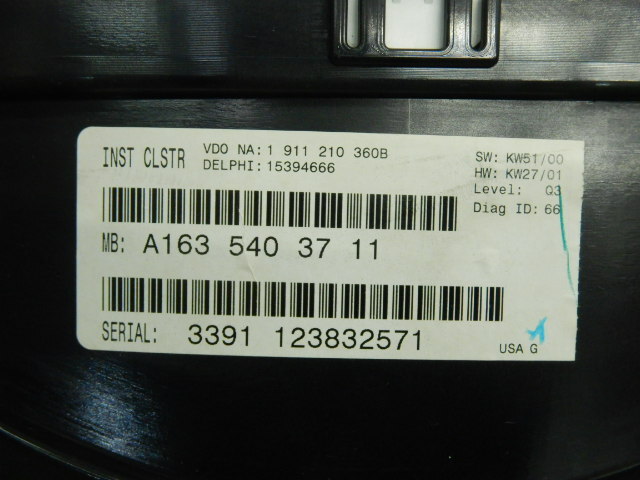 INST CLSTR
VDO NA: 1 911 210 360B
DELPHI: 15394666
SW: KW51/00
HW: KW27/01
Level: Q3
Diag ID: 66
MB: A163 540 37 11
SERIAL: 3391 123832571
USA G